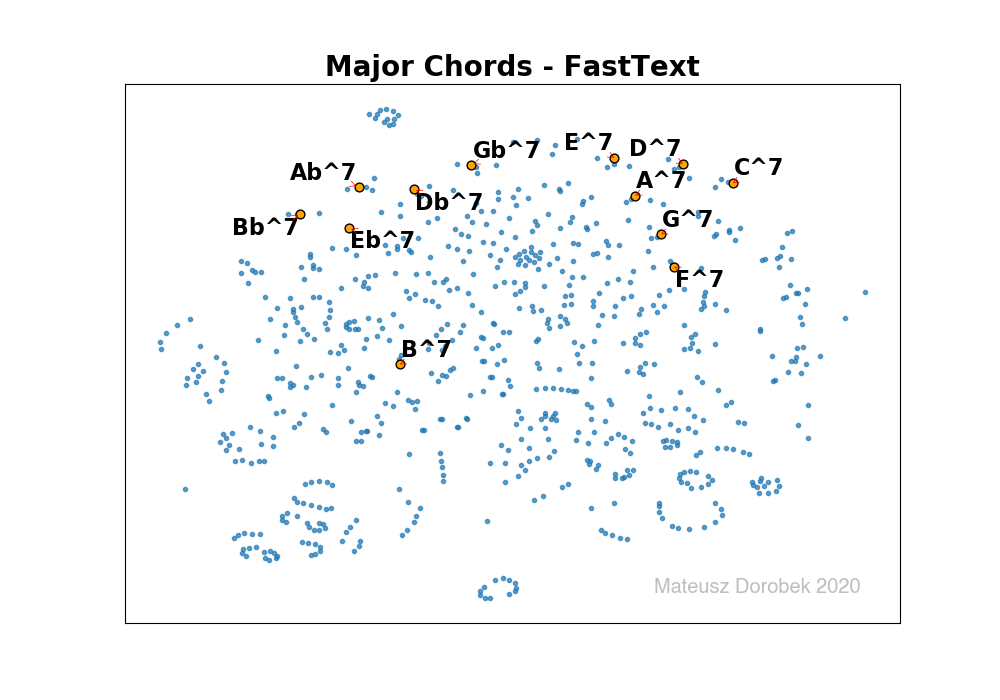 Major Chords - FastText
E^7
D^7
Gb^7
C^7
Ab^7
A^7
Db^7
G^7
Bb^7
Eb^7
F^7
B^7
Mateusz Dorobek 2020